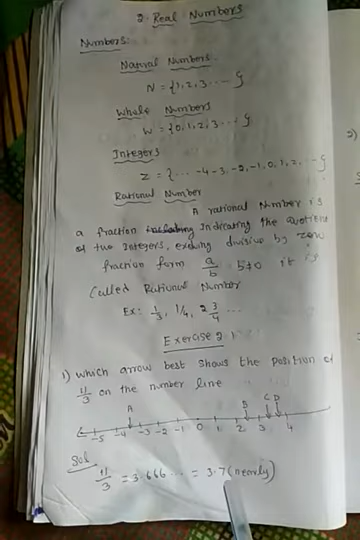 2. Real Numbers
Numbers:
Natural Numbers
N = {1, 2, 3 .... }
Whole Numbers
W = {0, 1, 2, 3 .... }
Integers
Z = { ... -4 -3, -2, -1, 0, 1, 2, ... }
Rational Number
A rational Number is
a fraction Indicating the quotient
of two Integers, division by zero
fraction form a/b b≠0 it is
Called Rational Number
Ex: 1/3, 1/4, 2 3/4 ...
Exercise 2.1
1) Which arrow best shows the position of
11/3 on the number line
A B C D
-5 -4 -3 -2 -1 0 1 2 3 4
Sol
11/3 = 3.666 ... = 3.7 (nearly)
2)